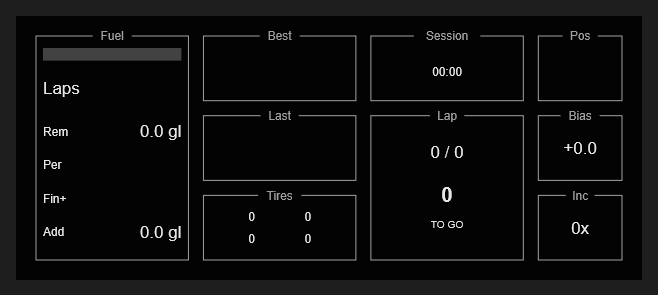 Fuel
Laps
Rem 0.0 gl
Per
Fin+
Add 0.0 gl
Best
Last
Tires
0 0
0 0
Session
00:00
Lap
0 / 0
0
TO GO
Pos
Bias
+0.0
Inc
0x